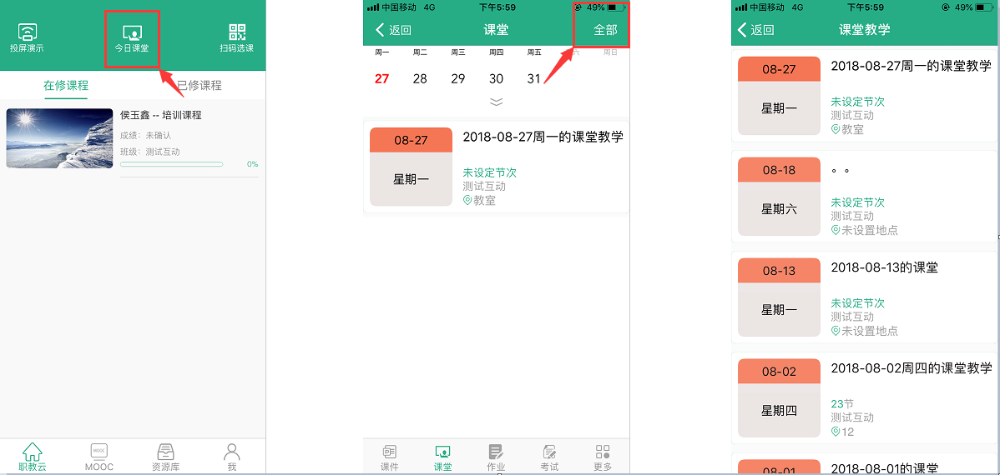 投屏演示
今日课堂
扫码选课
在修课程
已修课程
侯玉鑫 -- 培训课程
成绩：未确认
班级：测试互动
0%
职教云
MOOC
MOOC
资源库
我
中国移动 4G
下午5:59
49%
返回
课堂
全部
周一 周二 周三 周四 周五 周六 周日
27 28 29 30 31
08-27
星期一
2018-08-27周一的课堂教学
未设定节次
测试互动
教室
课件
课堂
作业
考试
更多
中国移动 4G
下午5:59
49%
返回
课堂教学
08-27
星期一
2018-08-27周一的课堂教学
未设定节次
测试互动
教室
08-18
星期六
。。
未设定节次
测试互动
未设置地点
08-13
星期一
2018-08-13的课堂
未设定节次
测试互动
未设置地点
08-02
星期四
2018-08-02周四的课堂教学
23节
测试互动
12
08-01
2018-08-01的课堂